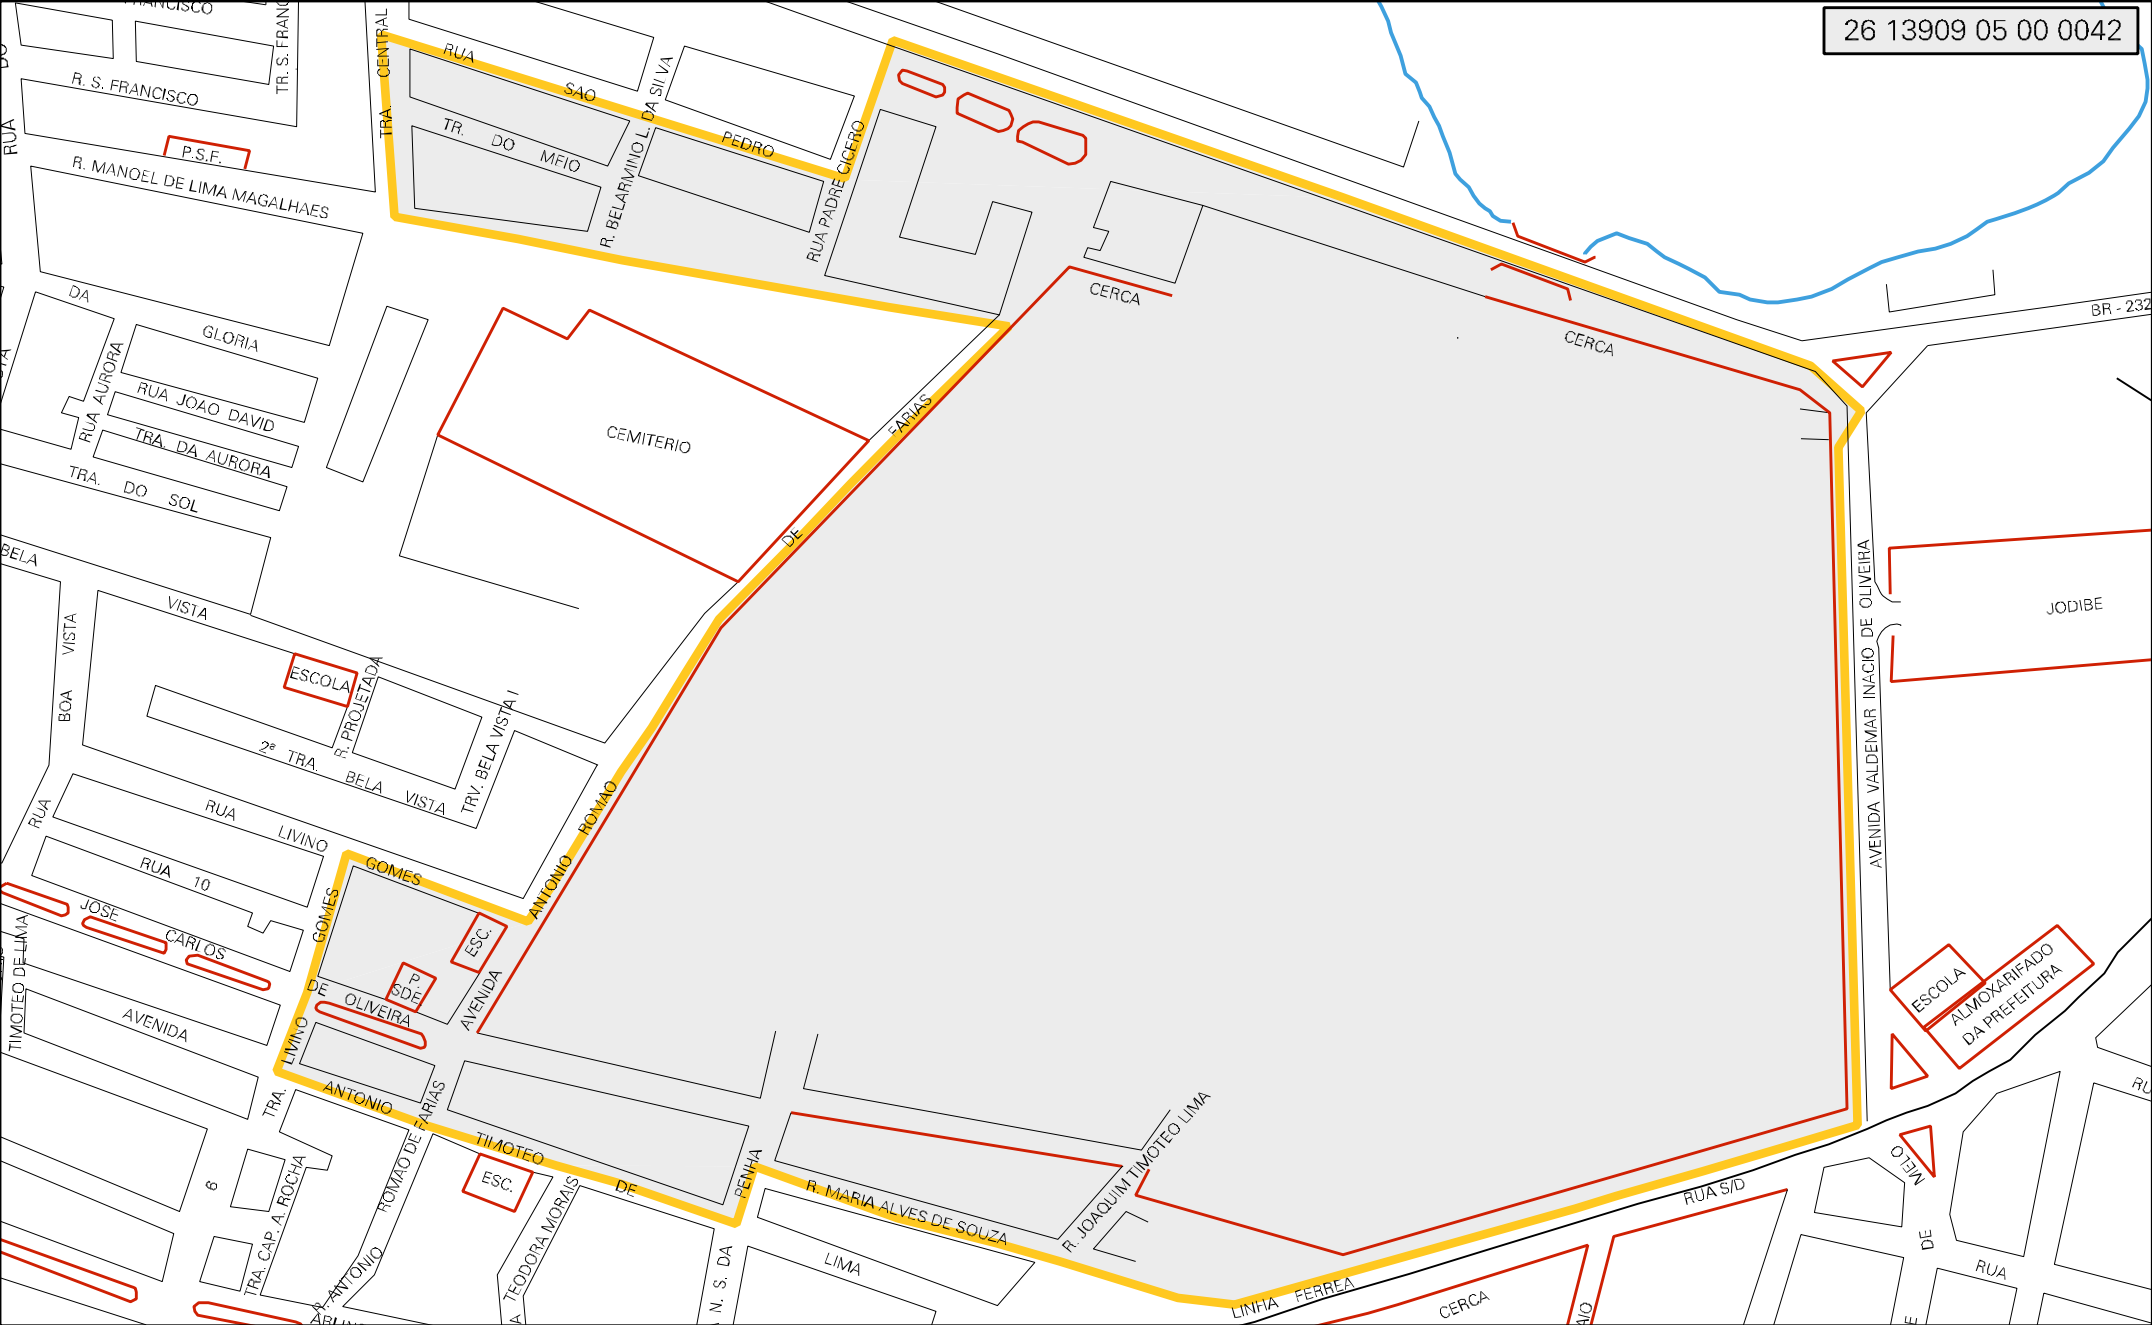 26 13909 05 00 0042
R. S. FRANCISCO
TR. S. FRANC
TRA. CENTRAL
RUA SAO PEDRO
TR. DO MEIO
R. BELARMINO L. DA SILVA
RUA PADRE CICERO
P.S.F.
R. MANOEL DE LIMA MAGALHAES
RUA
DO
DA GLORIA
RUA AURORA
RUA JOAO DAVID
TRA. DA AURORA
TRA. DO SOL
CEMITERIO
CERCA
CERCA
BR - 232
BELA VISTA
BOA VISTA
RUA
ESCOLA
R. PROJETADA
2ª TRA. BELA VISTA
TRV. BELA VISTA I
RUA LIVINO GOMES
RUA 10
JOSE CARLOS DE OLIVEIRA
AVENIDA
TIMOTEO DE LIMA
AVENIDA ANTONIO ROMAO DE FARIAS
TRA. LIVINO GOMES
ESC.
P.
SDE
ANTONIO TIMOTEO DE
LIMA
ESC.
R. ANTONIO ROMAO DE FARIAS
TRA. CAP. A. ROCHA
TEODORA MORAIS
N. S. DA PENHA
R. MARIA ALVES DE SOUZA
R. JOAQUIM TIMOTEO LIMA
AVENIDA VALDEMAR INACIO DE OLIVEIRA
JODIBE
ESCOLA
ALMOXARIFADO
DA PREFEITURA
LINHA FERREA
RUA S/D
CERCA
MELO
DE
RUA